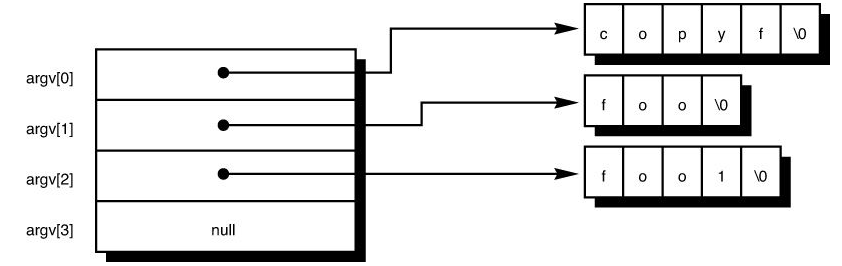 c o p y f \0
argv[0]
argv[1] f o o \0
argv[2] f o o 1 \0
argv[3] null